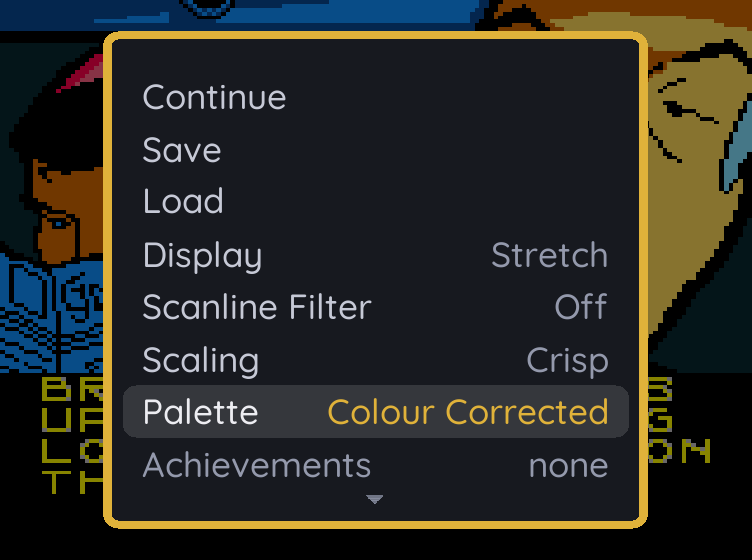 Continue
Save
Load
Display Stretch
Scanline Filter Off
Scaling Crisp
Palette Colour Corrected
Achievements none